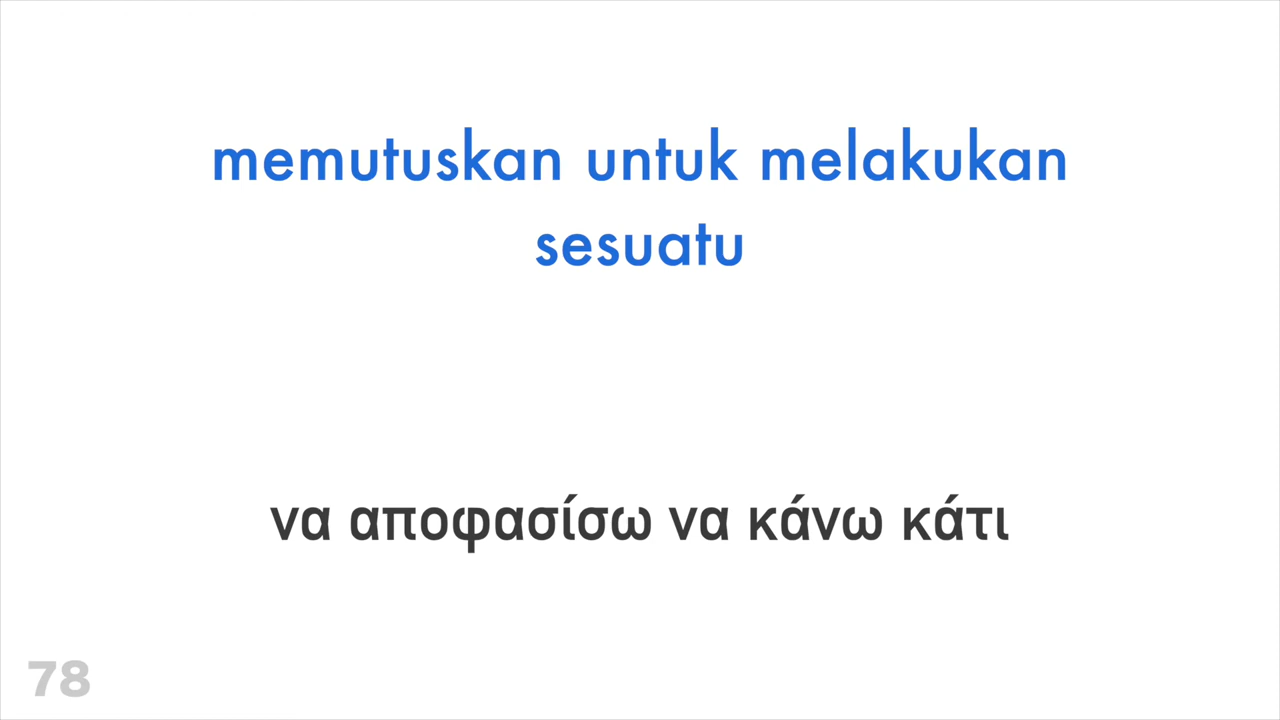 memutuskan untuk melakukan
sesuatu
να αποφασίσω να κάνω κάτι
78